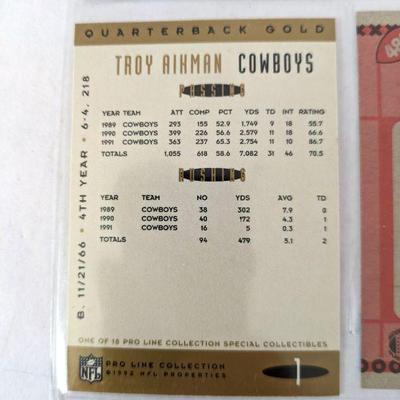 QUARTERBACK GOLD
TROY AIKMAN COWBOYS
PASSING
YEAR TEAM ATT COMP PCT YDS TD INT RATING
1989 COWBOYS 293 155 52.9 1,749 9 18 55.7
1990 COWBOYS 399 226 56.6 2,579 11 18 66.6
1991 COWBOYS 363 237 65.3 2,754 11 10 86.7
TOTALS 1,055 618 58.6 7,082 31 46 70.5
RUSHING
YEAR TEAM NO YDS AVG TD
1989 COWBOYS 38 302 7.9 0
1990 COWBOYS 40 172 4.3 1
1991 COWBOYS 16 5 0.3 1
TOTALS 94 479 5.1 2
B. 11/21/66 • 4TH YEAR • 6-4, 218
ONE OF 18 PRO LINE COLLECTION SPECIAL COLLECTIBLES
NFL
PRO LINE COLLECTION
©1992 NFL PROPERTIES
1